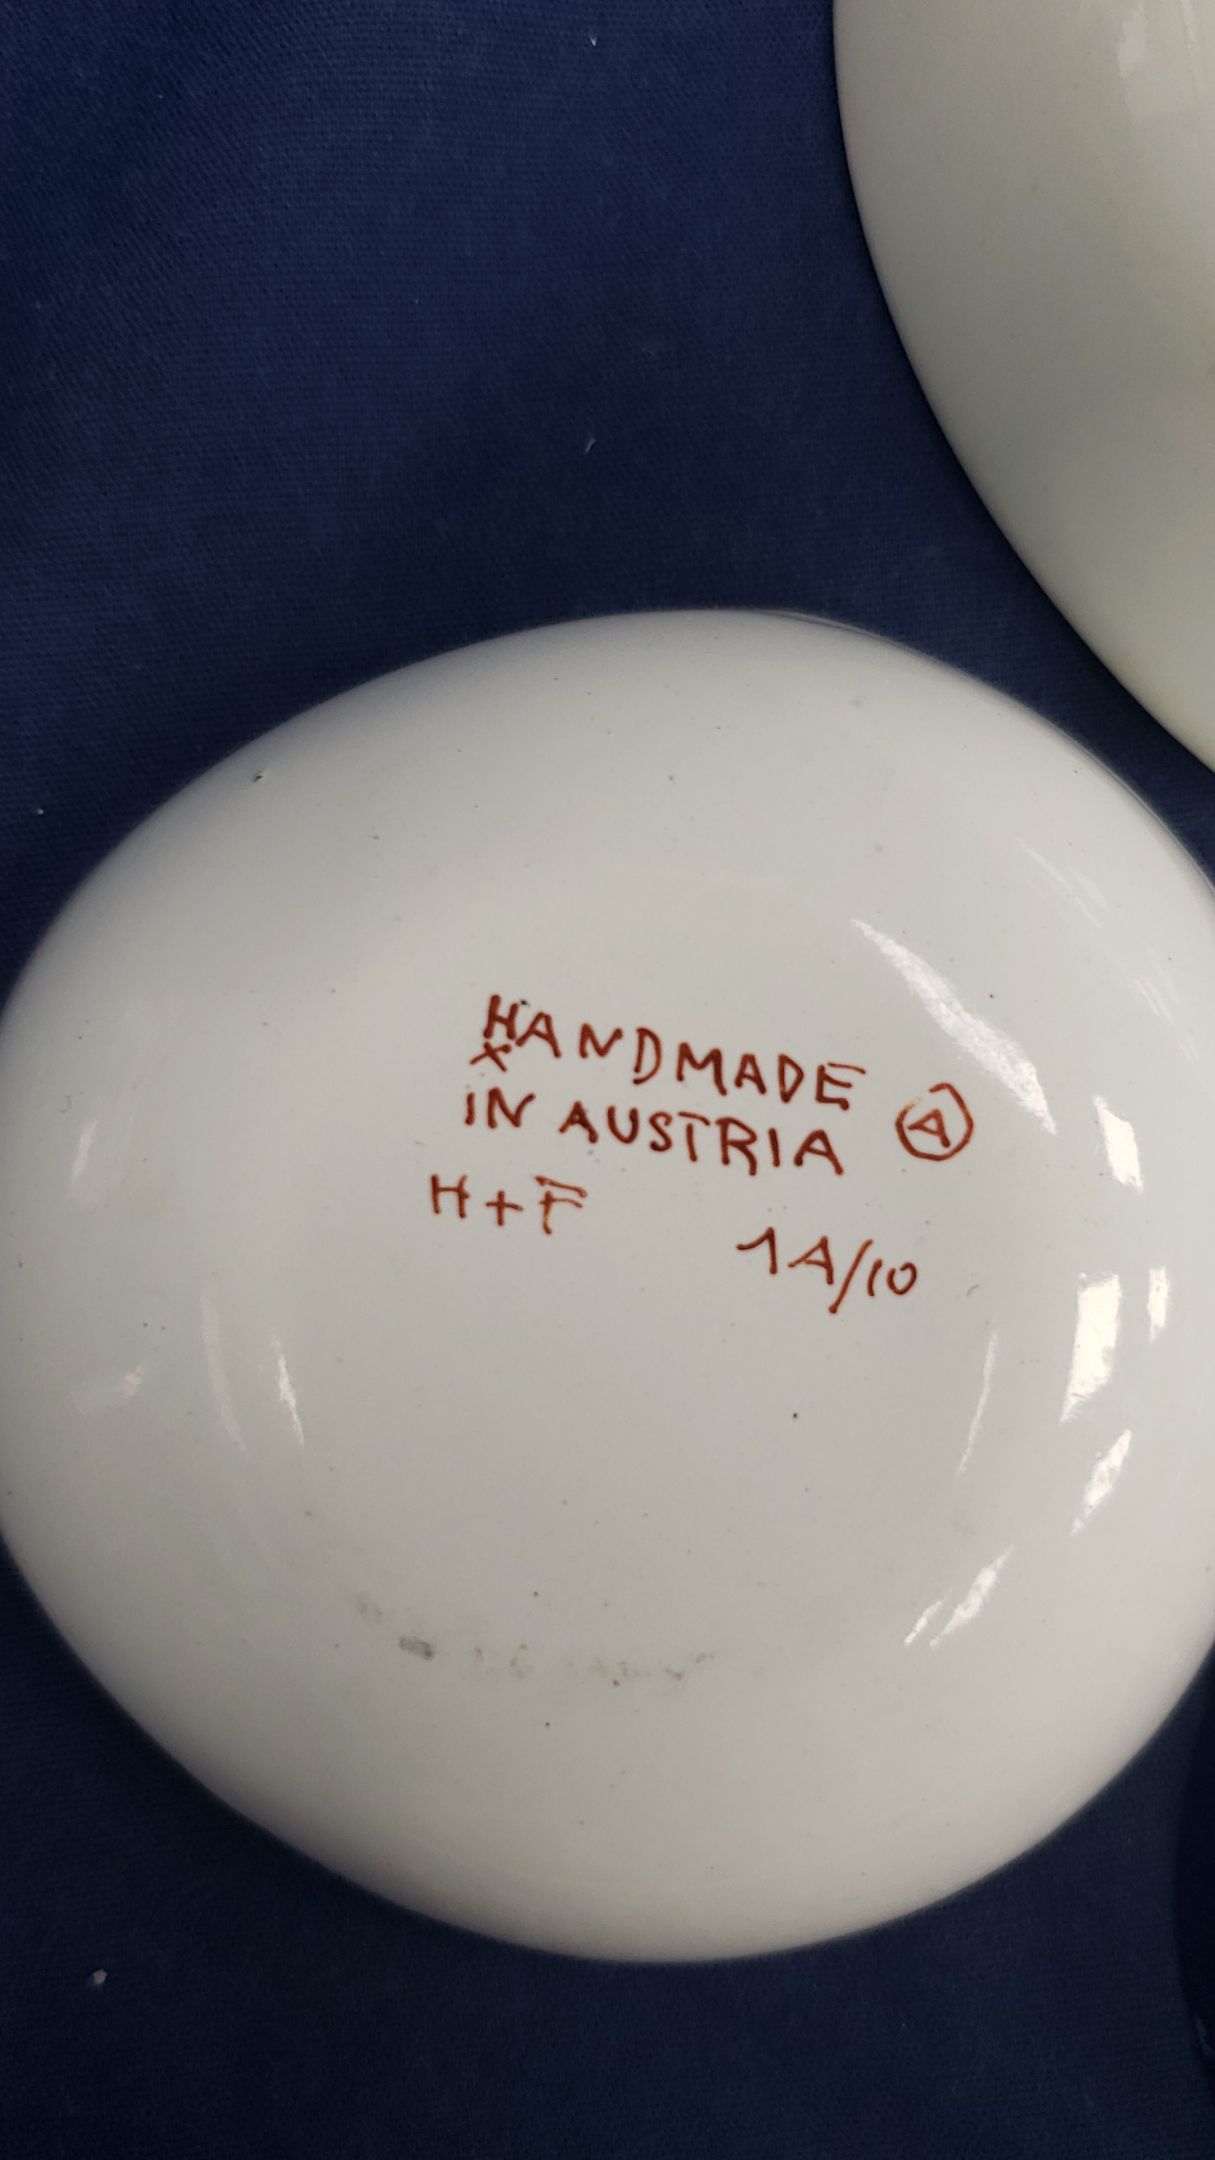 HANDMADE
x
IN AUSTRIA Ⓐ
H+F 1A/10